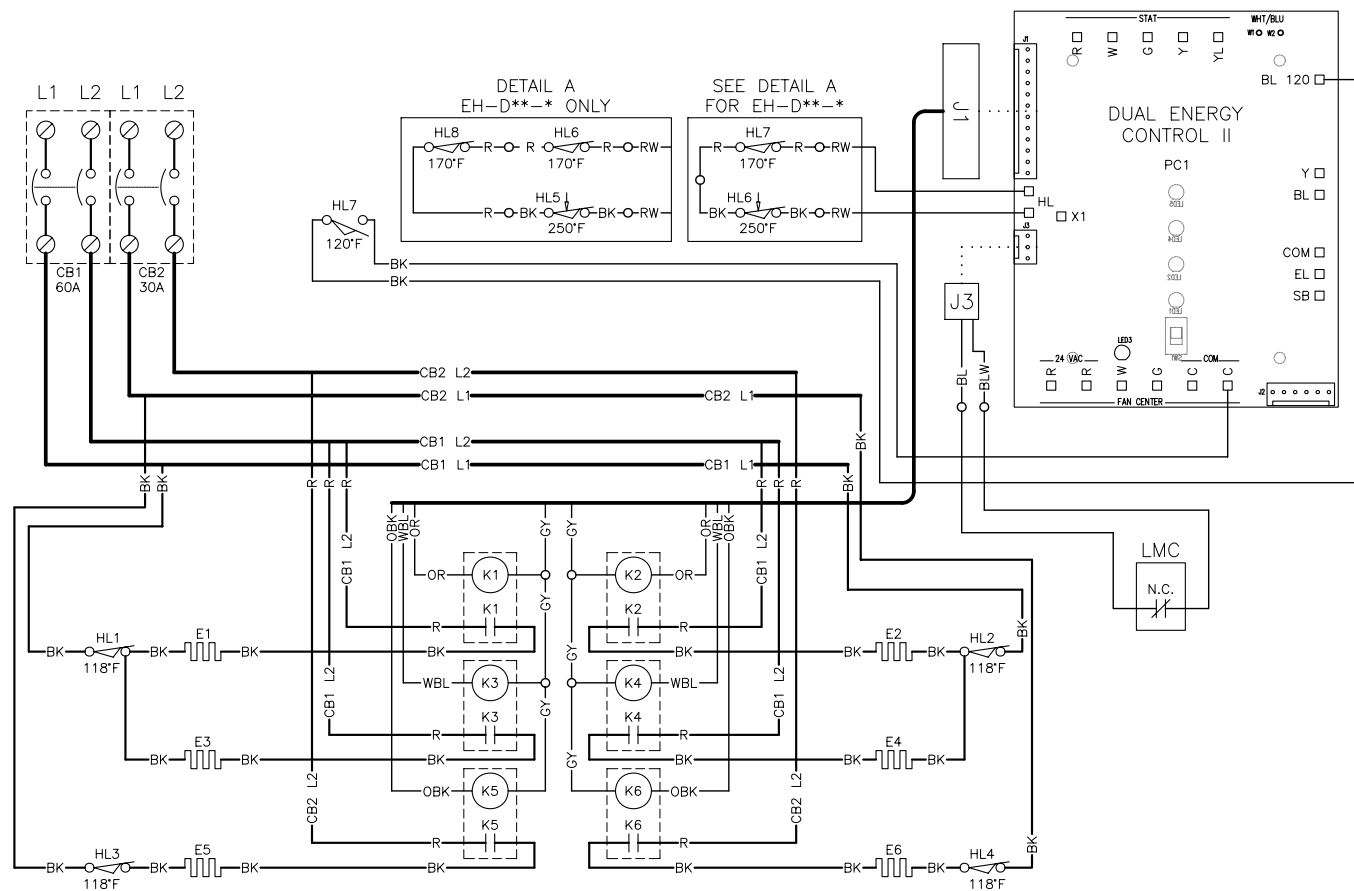 L1 L2 L1 L2
CB1
60A
CB2
30A
DETAIL A
EH-D**-* ONLY
HL8
170°F
R
R
HL6
170°F
R
RW
R
BK
HL5
250°F
BK
RW
SEE DETAIL A
FOR EH-D**-*
R
HL7
170°F
R
RW
BK
HL6
250°F
BK
RW
HL7
120°F
BK
BK
J1
J3
BL
BLW
STAT
WHT/BLU
W1 W2
R W G Y YL
J1
BL 120
DUAL ENERGY
CONTROL II
PC1
LED5
LED4
LED2
LED1
SW1
HL
X1
J3
Y
BL
COM
EL
SB
LED3
24 VAC
COM
R R W G C C
FAN CENTER
J2
CB2 L2
CB2 L1 CB2 L1
CB1 L2
CB1 L1 CB1 L1
BK BK R R R R R R BK BK
OBK WBL OR GY GY OR WBL OBK
CB1 L2
CB1 L2
CB2 L2
CB1 L2
CB1 L2
CB2 L2
OR K1 GY K2 OR
K1 K2
R R
BK HL1 BK E1 BK BK
118°F
BK E2 BK HL2 BK
118°F
GY GY
WBL K3 K4 WBL
K3 K4
R R
BK E3 BK BK
BK E4 BK
GY GY
OBK K5 K6 OBK
K5 K6
R R
BK HL3 BK E5 BK BK
118°F
BK BK E6 BK HL4 BK
118°F
LMC
N.C.